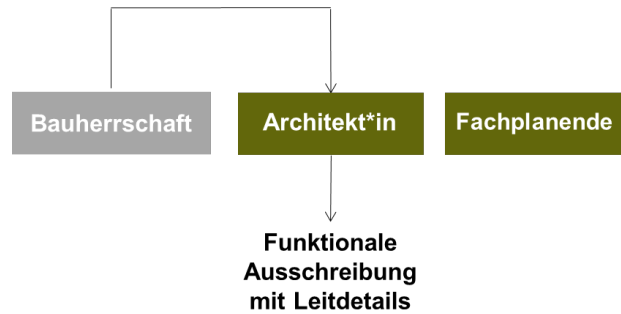 Bauherrschaft
Architekt*in
Fachplanende
Funktionale
Ausschreibung
mit Leitdetails